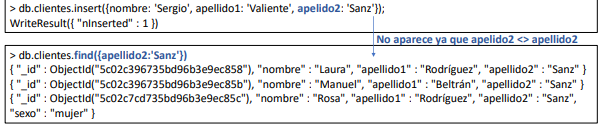 > db.clientes.insert({nombre: 'Sergio', apellido1: 'Valiente', apelido2: 'Sanz'});
WriteResult({ "nInserted" : 1 })
No aparece ya que apelido2 <> apellido2
> db.clientes.find({apellido2:'Sanz'})
{ "_id" : ObjectId("5c02c396735bd96b3e9ec858"), "nombre" : "Laura", "apellido1" : "Rodríguez", "apellido2" : "Sanz" }
{ "_id" : ObjectId("5c02c396735bd96b3e9ec85b"), "nombre" : "Manuel", "apellido1" : "Beltrán", "apellido2" : "Sanz" }
{ "_id" : ObjectId("5c02c7cd735bd96b3e9ec85c"), "nombre" : "Rosa", "apellido1" : "Rodríguez", "apellido2" : "Sanz",
"sexo" : "mujer" }